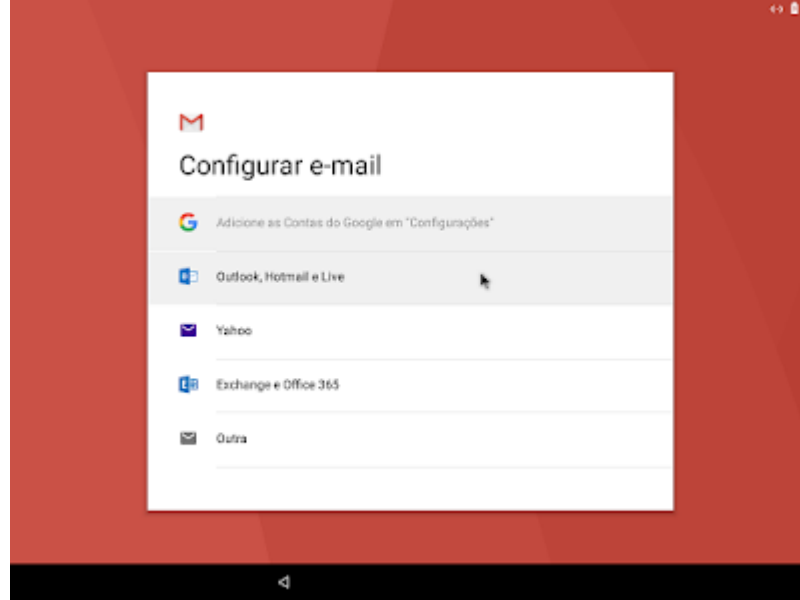 Configurar e-mail
Adicione as Contas do Google em "Configurações"
Outlook, Hotmail e Live
Yahoo
Exchange e Office 365
Outra